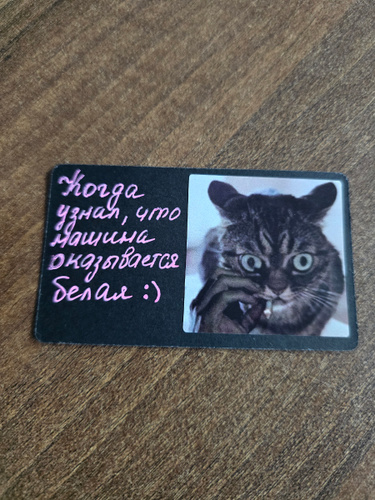 Когда
узнал, что
машина
оказывается
белая :)